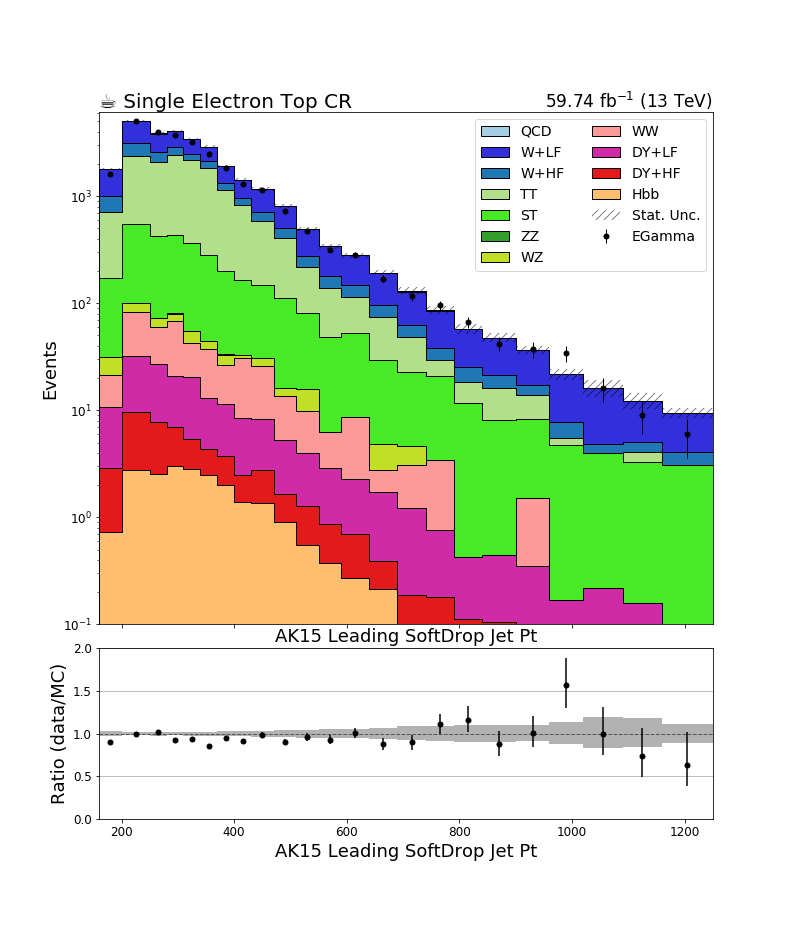 ☕ Single Electron Top CR
59.74 fb⁻¹ (13 TeV)
Events
10³
10²
10¹
10⁰
10⁻¹
QCD
W+LF
W+HF
TT
ST
ZZ
WZ
WW
DY+LF
DY+HF
Hbb
Stat. Unc.
EGamma
AK15 Leading SoftDrop Jet Pt
Ratio (data/MC)
2.0
1.5
1.0
0.5
0.0
200 400 600 800 1000 1200
AK15 Leading SoftDrop Jet Pt